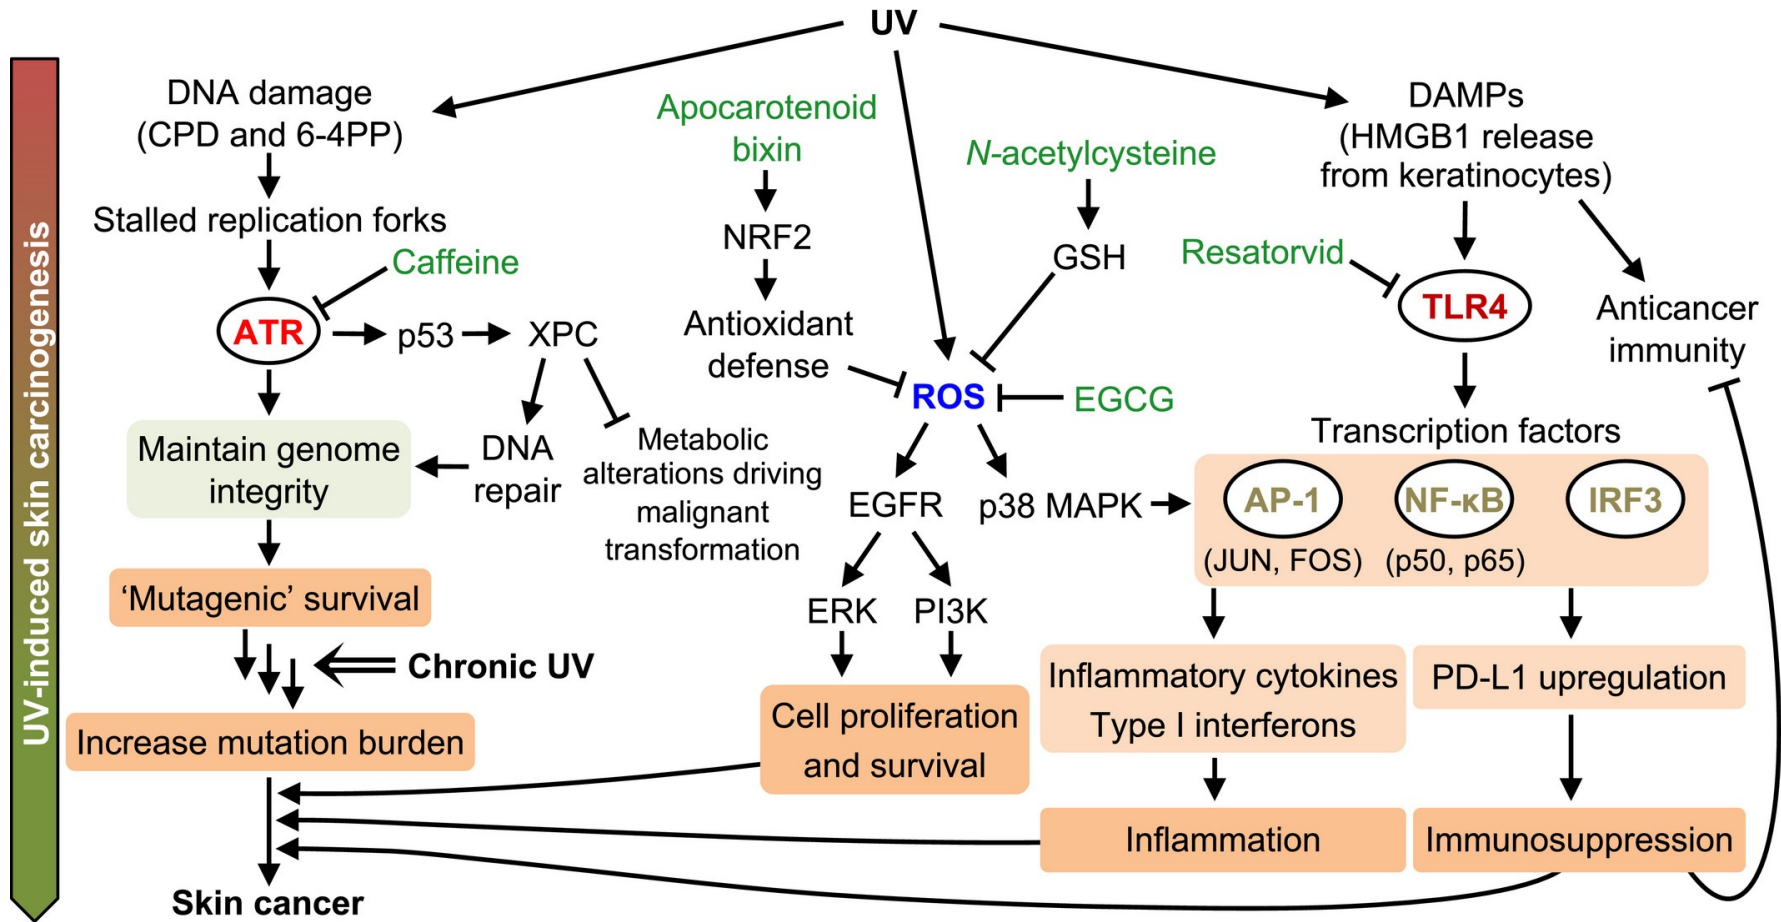 UV
UV-induced skin carcinogenesis
DNA damage
(CPD and 6-4PP)
Stalled replication forks
Caffeine
ATR
p53
XPC
Maintain genome
integrity
DNA
repair
Metabolic
alterations driving
malignant
transformation
‘Mutagenic’ survival
Chronic UV
Increase mutation burden
Skin cancer
Apocarotenoid
bixin
NRF2
Antioxidant
defense
N-acetylcysteine
GSH
ROS
EGCG
EGFR
p38 MAPK
ERK
PI3K
Cell proliferation
and survival
DAMPs
(HMGB1 release
from keratinocytes)
Resatorvid
TLR4
Anticancer
immunity
Transcription factors
AP-1
NF-κB
IRF3
(JUN, FOS)
(p50, p65)
Inflammatory cytokines
Type I interferons
PD-L1 upregulation
Inflammation
Immunosuppression